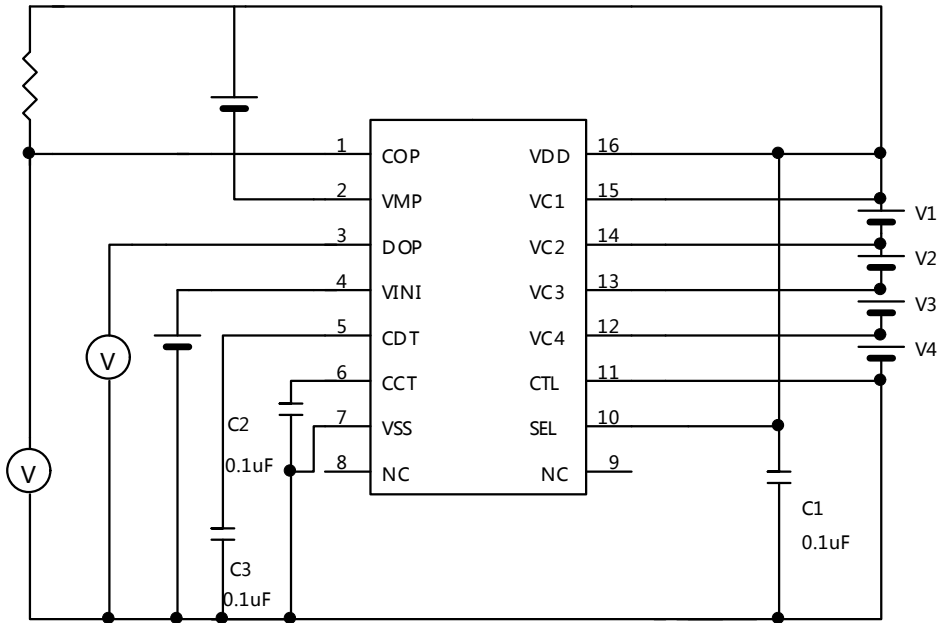 1 COP VDD 16
2 VMP VC1 15 V1
3 DOP VC2 14 V2
4 VINI VC3 13 V3
5 CDT VC4 12 V4
6 CCT CTL 11
7 VSS SEL 10
8 NC NC 9
V
V
C2
0.1uF
C3
0.1uF
C1
0.1uF